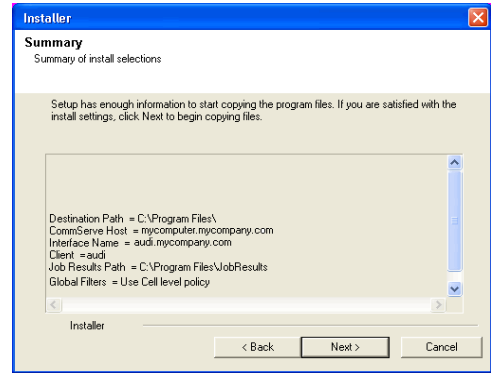 Installer
Summary
Summary of install selections
Setup has enough information to start copying the program files. If you are satisfied with the
install settings, click Next to begin copying files.
Destination Path = C:\Program Files\
CommServe Host = mycomputer.mycompany.com
Interface Name = audi.mycompany.com
Client =audi
Job Results Path = C:\Program Files\JobResults
Global Filters = Use Cell level policy
Installer
< Back Next > Cancel